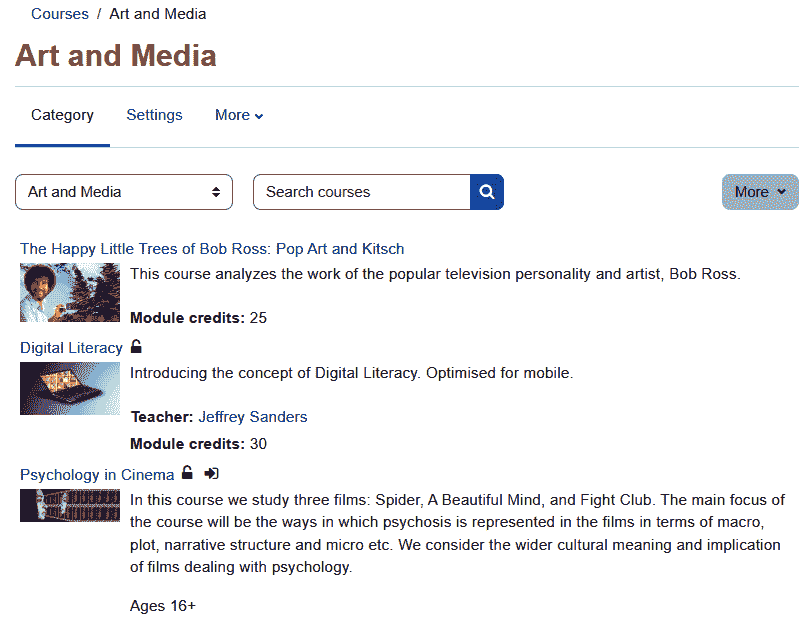 Courses / Art and Media
Art and Media
Category Settings More
Art and Media Search courses More
The Happy Little Trees of Bob Ross: Pop Art and Kitsch
This course analyzes the work of the popular television personality and artist, Bob Ross.
Module credits: 25
Digital Literacy
Introducing the concept of Digital Literacy. Optimised for mobile.
Teacher: Jeffrey Sanders
Module credits: 30
Psychology in Cinema
In this course we study three films: Spider, A Beautiful Mind, and Fight Club. The main focus of
the course will be the ways in which psychosis is represented in the films in terms of macro,
plot, narrative structure and micro etc. We consider the wider cultural meaning and implication
of films dealing with psychology.
Ages 16+